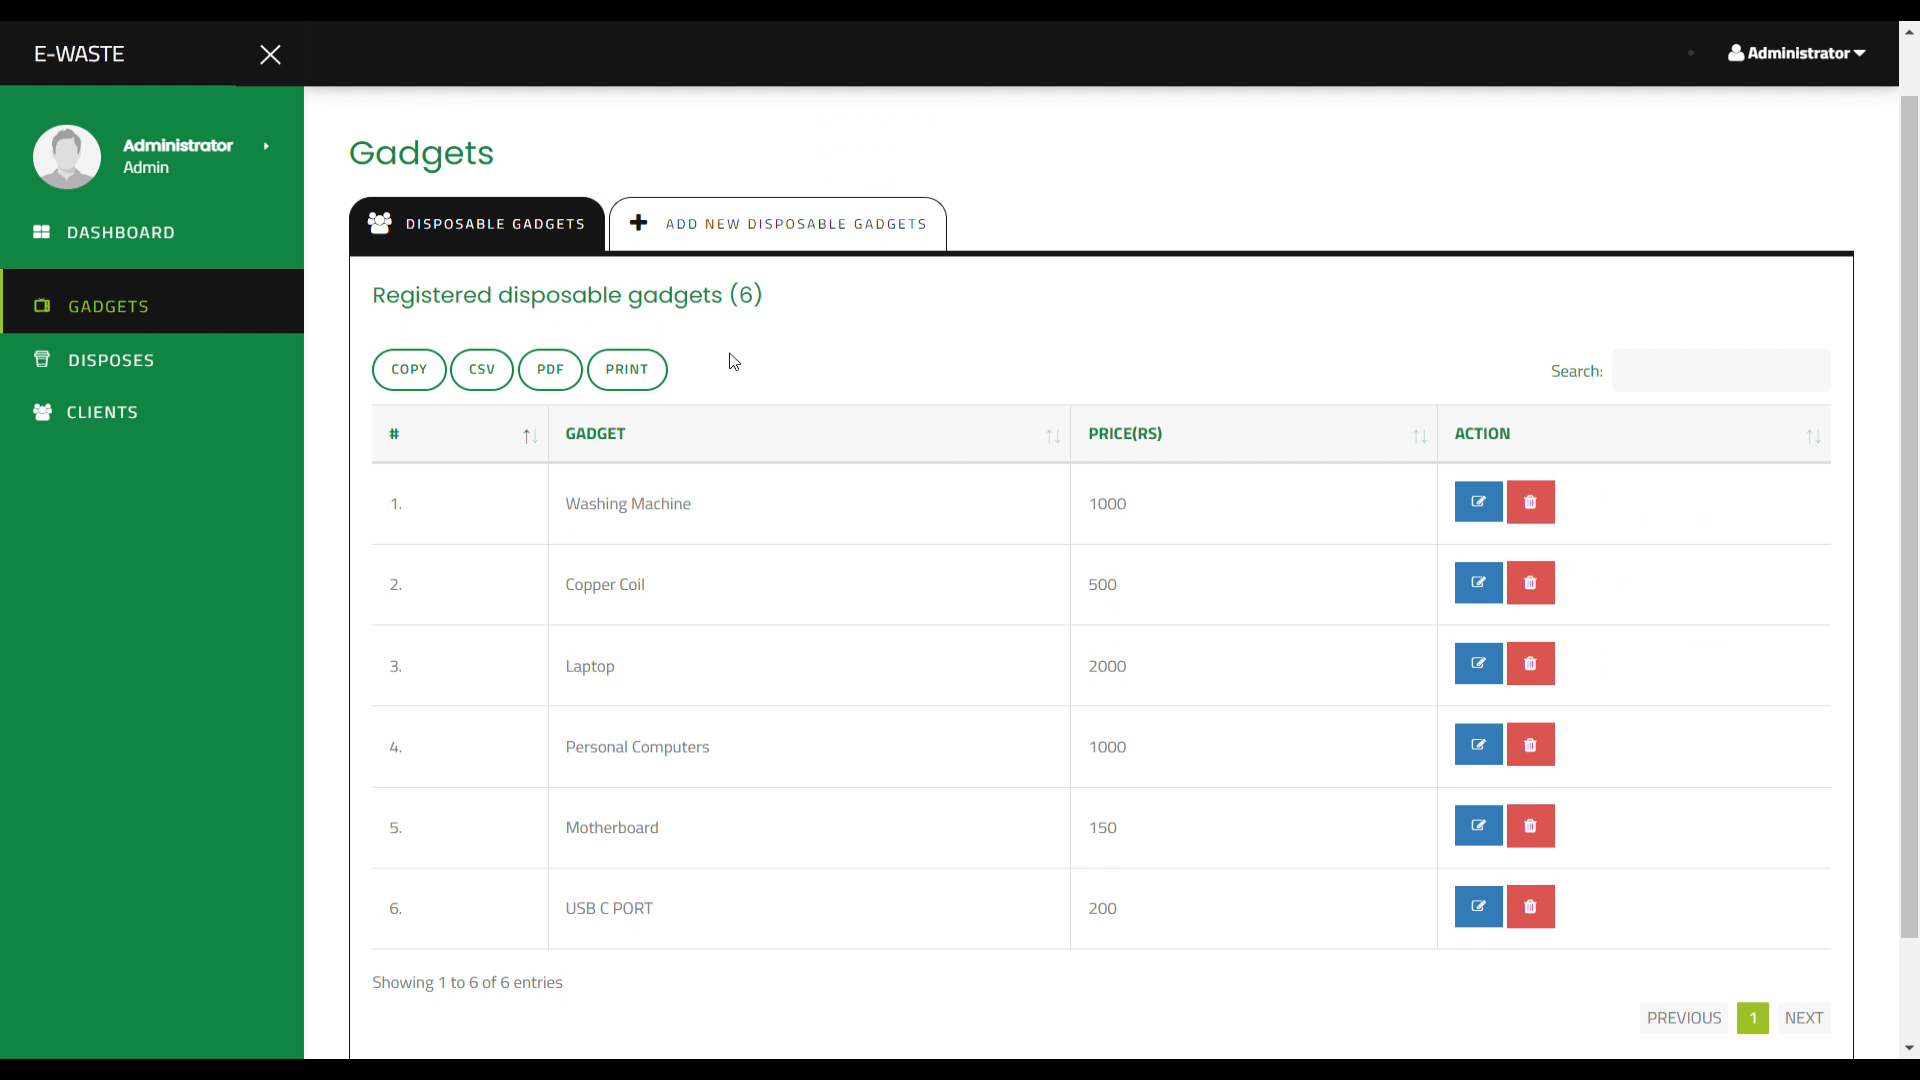 E-WASTE
Administrator
Administrator
Admin
DASHBOARD
GADGETS
DISPOSES
CLIENTS
Gadgets
DISPOSABLE GADGETS
ADD NEW DISPOSABLE GADGETS
Registered disposable gadgets (6)
COPY CSV PDF PRINT
Search:
# GADGET PRICE(RS) ACTION
1. Washing Machine 1000
2. Copper Coil 500
3. Laptop 2000
4. Personal Computers 1000
5. Motherboard 150
6. USB C PORT 200
Showing 1 to 6 of 6 entries
PREVIOUS 1 NEXT